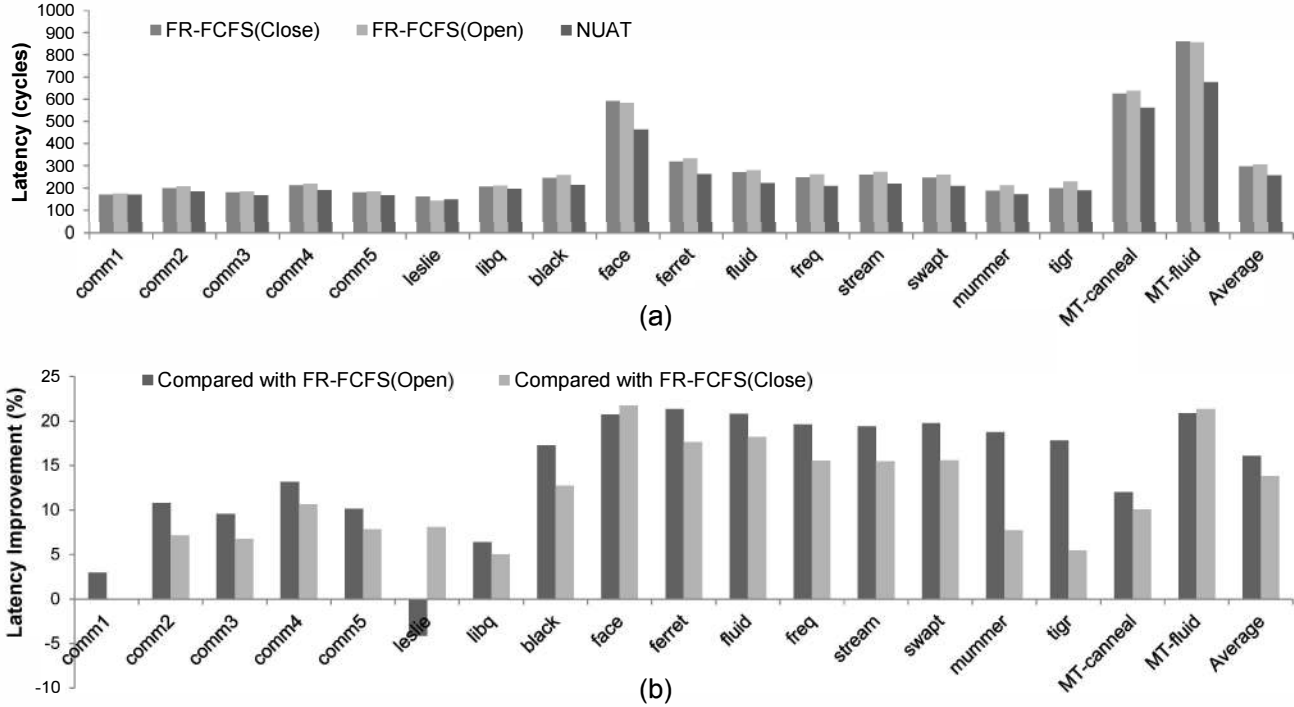 1000
900
800
700
600
500
400
300
200
100
0
Latency (cycles)
FR-FCFS(Close) FR-FCFS(Open) NUAT
comm1 comm2 comm3 comm4 comm5 leslie libq black face ferret fluid freq stream swapt mummer tigr MT-canneal MT-fluid Average
(a)
25
20
15
10
5
0
-5
-10
Latency Improvement (%)
Compared with FR-FCFS(Open) Compared with FR-FCFS(Close)
comm1 comm2 comm3 comm4 comm5 leslie libq black face ferret fluid freq stream swapt mummer tigr MT-canneal MT-fluid Average
(b)